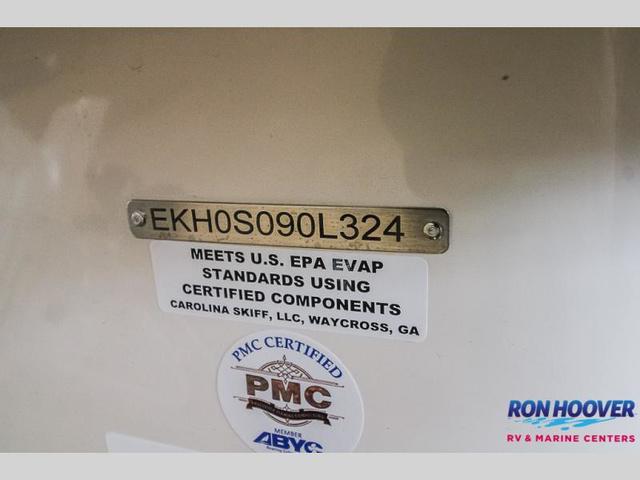 EKH0S090L324
MEETS U.S. EPA EVAP
STANDARDS USING
CERTIFIED COMPONENTS
CAROLINA SKIFF, LLC, WAYCROSS, GA
PMC CERTIFIED
PMC
MEMBER
ABYC
RON HOOVER
RV & MARINE CENTERS